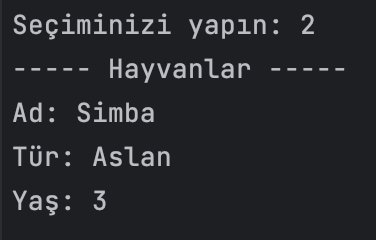 Seçiminizi yapın: 2
----- Hayvanlar -----
Ad: Simba
Tür: Aslan
Yaş: 3